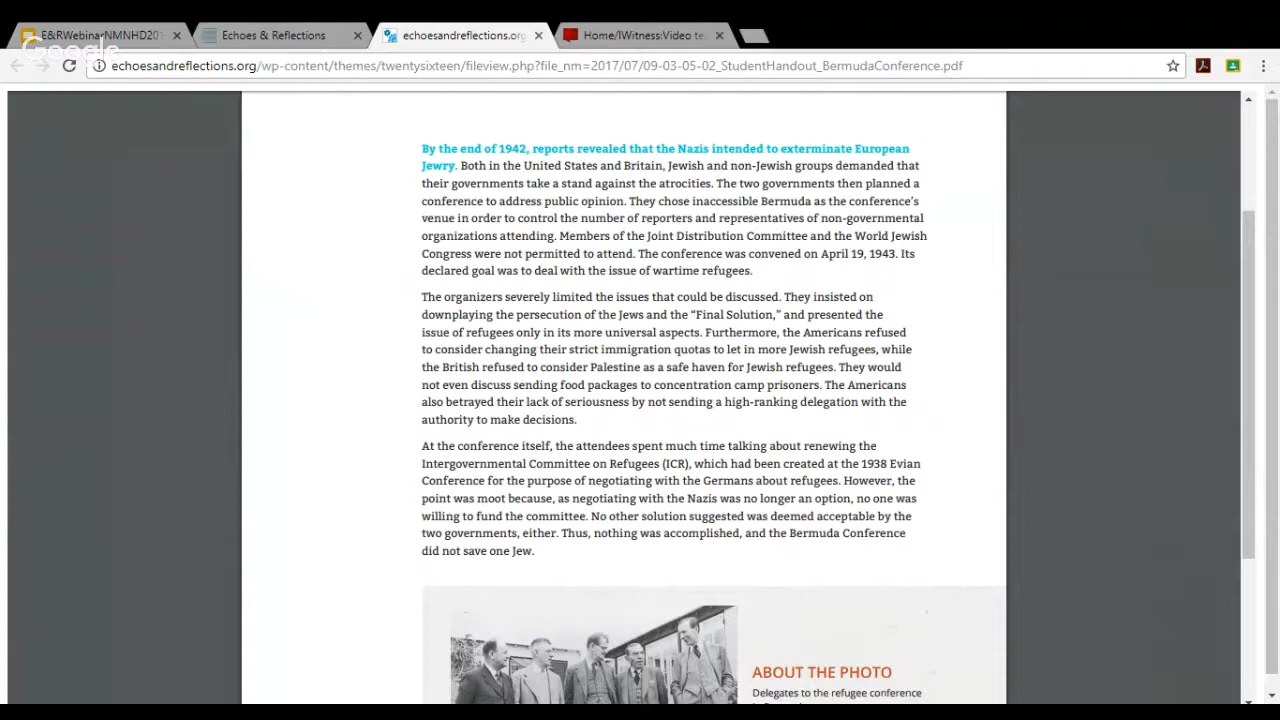 E&RWebinarNMNHD20
Echoes & Reflections
echoesandreflections.org
Home/IWitness:Video te
Google
echoesandreflections.org/wp-content/themes/twentysixteen/fileview.php?file_nm=2017/07/09-03-05-02_StudentHandout_BermudaConference.pdf
By the end of 1942, reports revealed that the Nazis intended to exterminate European
Jewry. Both in the United States and Britain, Jewish and non-Jewish groups demanded that
their governments take a stand against the atrocities. The two governments then planned a
conference to address public opinion. They chose inaccessible Bermuda as the conference's
venue in order to control the number of reporters and representatives of non-governmental
organizations attending. Members of the Joint Distribution Committee and the World Jewish
Congress were not permitted to attend. The conference was convened on April 19, 1943. Its
declared goal was to deal with the issue of wartime refugees.
The organizers severely limited the issues that could be discussed. They insisted on
downplaying the persecution of the Jews and the “Final Solution,” and presented the
issue of refugees only in its more universal aspects. Furthermore, the Americans refused
to consider changing their strict immigration quotas to let in more Jewish refugees, while
the British refused to consider Palestine as a safe haven for Jewish refugees. They would
not even discuss sending food packages to concentration camp prisoners. The Americans
also betrayed their lack of seriousness by not sending a high-ranking delegation with the
authority to make decisions.
At the conference itself, the attendees spent much time talking about renewing the
Intergovernmental Committee on Refugees (ICR), which had been created at the 1938 Evian
Conference for the purpose of negotiating with the Germans about refugees. However, the
point was moot because, as negotiating with the Nazis was no longer an option, no one was
willing to fund the committee. No other solution suggested was deemed acceptable by the
two governments, either. Thus, nothing was accomplished, and the Bermuda Conference
did not save one Jew.
ABOUT THE PHOTO
Delegates to the refugee conference